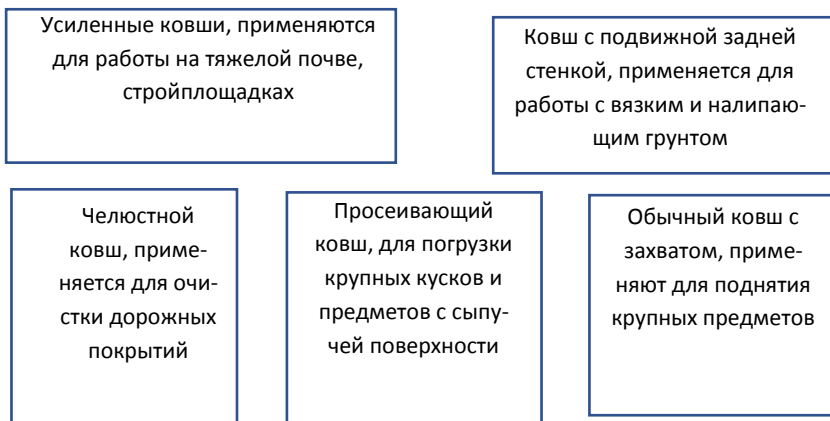 Усиленные ковши, применяются
для работы на тяжелой почве,
стройплощадках
Ковш с подвижной задней
стенкой, применяется для
работы с вязким и налипаю-
щим грунтом
Челюстной
ковш, приме-
няется для очи-
стки дорожных
покрытий
Просеивающий
ковш, для погрузки
крупных кусков и
предметов с сыпу-
чей поверхности
Обычный ковш с
захватом, приме-
няют для поднятия
крупных предметов